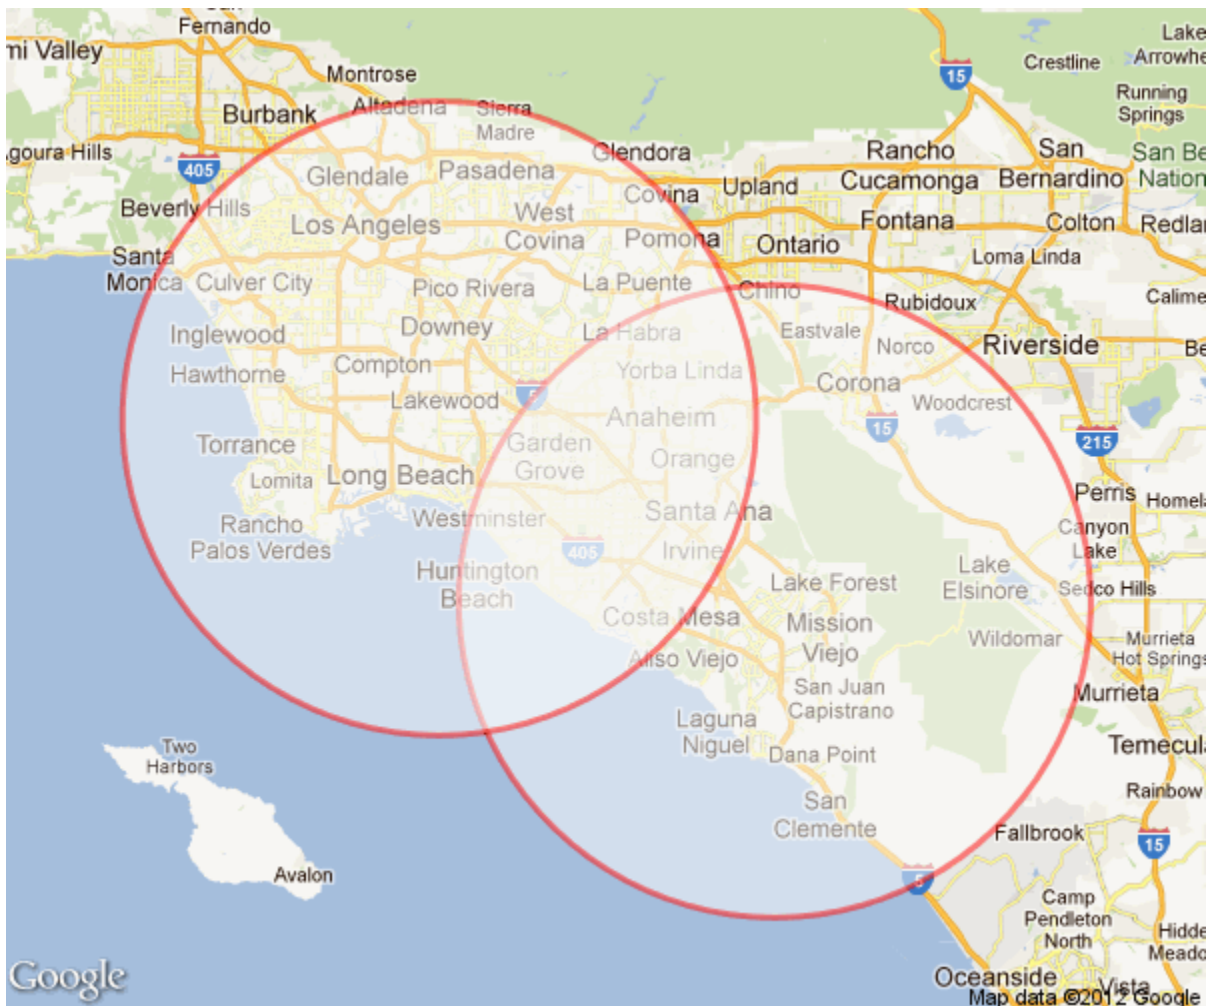 San
Fernando
mi Valley
Montrose
Lake
Arrowhe
15
Crestline
Running
Springs
Burbank
Altadena
Sierra
Madre
Agoura Hills
405
Glendale
Pasadena
Glendora
Rancho
Cucamonga
San
Bernardino
San Be
Nation
Covina
Upland
Beverly Hills
Los Angeles
West
Covina
Pomona
Ontario
Fontana
Colton
Redlar
Loma Linda
Santa
Monica
Culver City
Pico Rivera
La Puente
Chino
Rubidoux
Calime
Inglewood
Downey
La Habra
Eastvale
Norco
Riverside
Be
Hawthorne
Compton
Yorba Linda
Corona
Lakewood
5
Anaheim
Woodcrest
15
215
Torrance
Garden
Grove
Orange
Lomita
Long Beach
Perris
Homela
Rancho
Palos Verdes
Westminster
Santa Ana
Canyon
Lake
405
Irvine
Huntington
Beach
Lake Forest
Lake
Elsinore
Sedco Hills
Costa Mesa
Mission
Viejo
Wildomar
Murrieta
Hot Springs
Aliso Viejo
San Juan
Capistrano
Murrieta
Laguna
Niguel
Dana Point
Temecula
Two
Harbors
Rainbow
San
Clemente
Fallbrook
15
Avalon
5
Camp
Pendleton
North
Hidde
Meado
Google
Oceanside
Vista
Map data ©2012 Google